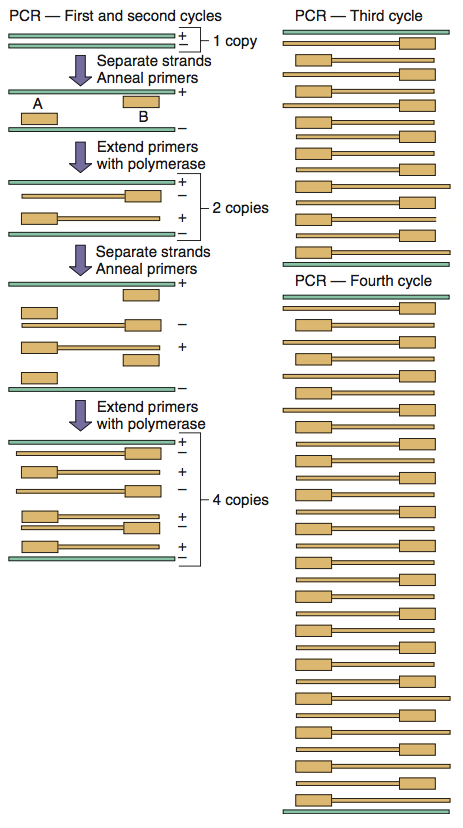 PCR — First and second cycles
+
−
1 copy
Separate strands
Anneal primers
+
A
B
−
Extend primers
with polymerase
+
−
2 copies
+
−
Separate strands
Anneal primers
+
−
+
−
Extend primers
with polymerase
+
−
+
−
4 copies
+
−
+
−
PCR — Third cycle
PCR — Fourth cycle